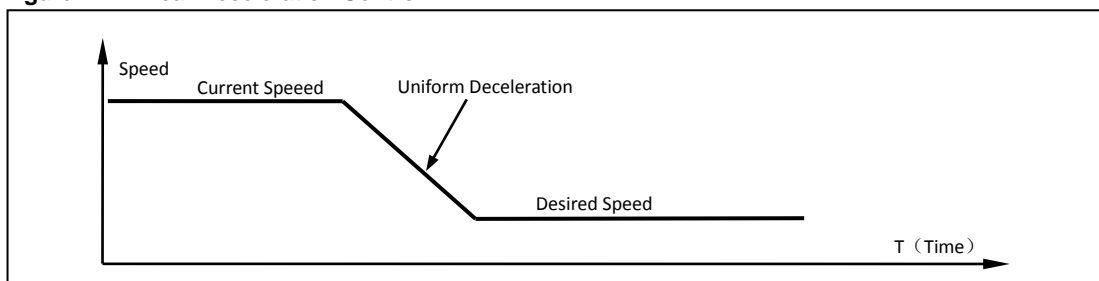 Speed
Current Speeed
Uniform Deceleration
Desired Speed
T（Time）